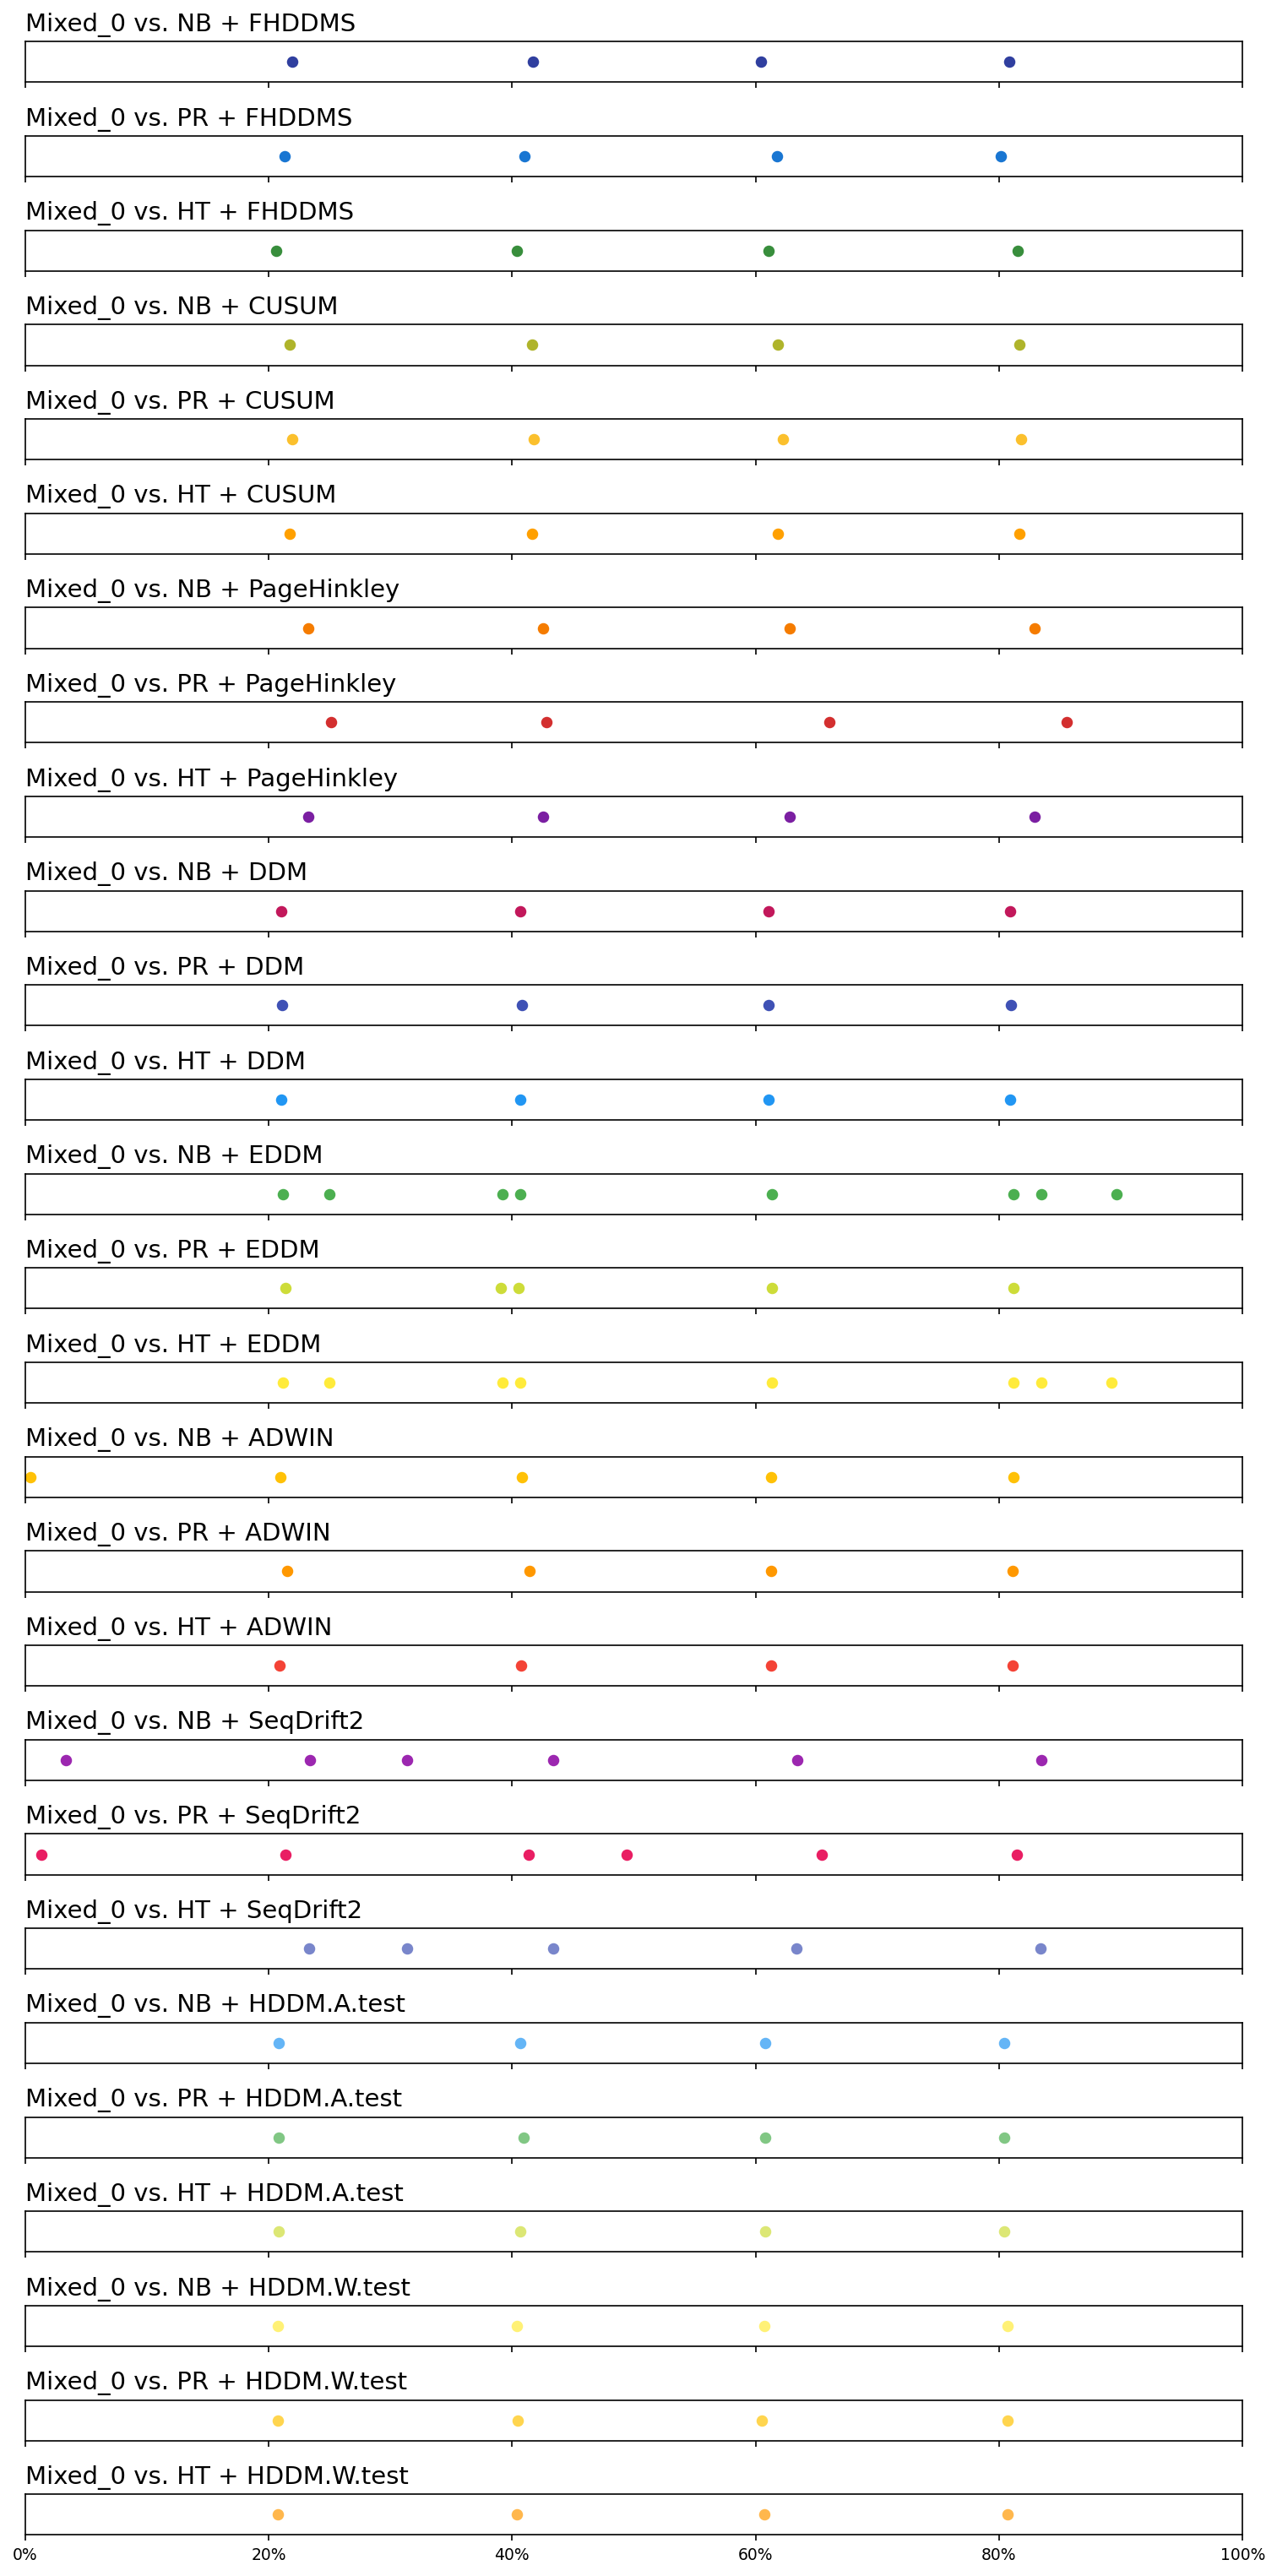 Mixed_0 vs. NB + FHDDMS
Mixed_0 vs. PR + FHDDMS
Mixed_0 vs. HT + FHDDMS
Mixed_0 vs. NB + CUSUM
Mixed_0 vs. PR + CUSUM
Mixed_0 vs. HT + CUSUM
Mixed_0 vs. NB + PageHinkley
Mixed_0 vs. PR + PageHinkley
Mixed_0 vs. HT + PageHinkley
Mixed_0 vs. NB + DDM
Mixed_0 vs. PR + DDM
Mixed_0 vs. HT + DDM
Mixed_0 vs. NB + EDDM
Mixed_0 vs. PR + EDDM
Mixed_0 vs. HT + EDDM
Mixed_0 vs. NB + ADWIN
Mixed_0 vs. PR + ADWIN
Mixed_0 vs. HT + ADWIN
Mixed_0 vs. NB + SeqDrift2
Mixed_0 vs. PR + SeqDrift2
Mixed_0 vs. HT + SeqDrift2
Mixed_0 vs. NB + HDDM.A.test
Mixed_0 vs. PR + HDDM.A.test
Mixed_0 vs. HT + HDDM.A.test
Mixed_0 vs. NB + HDDM.W.test
Mixed_0 vs. PR + HDDM.W.test
Mixed_0 vs. HT + HDDM.W.test
0% 20% 40% 60% 80% 100%